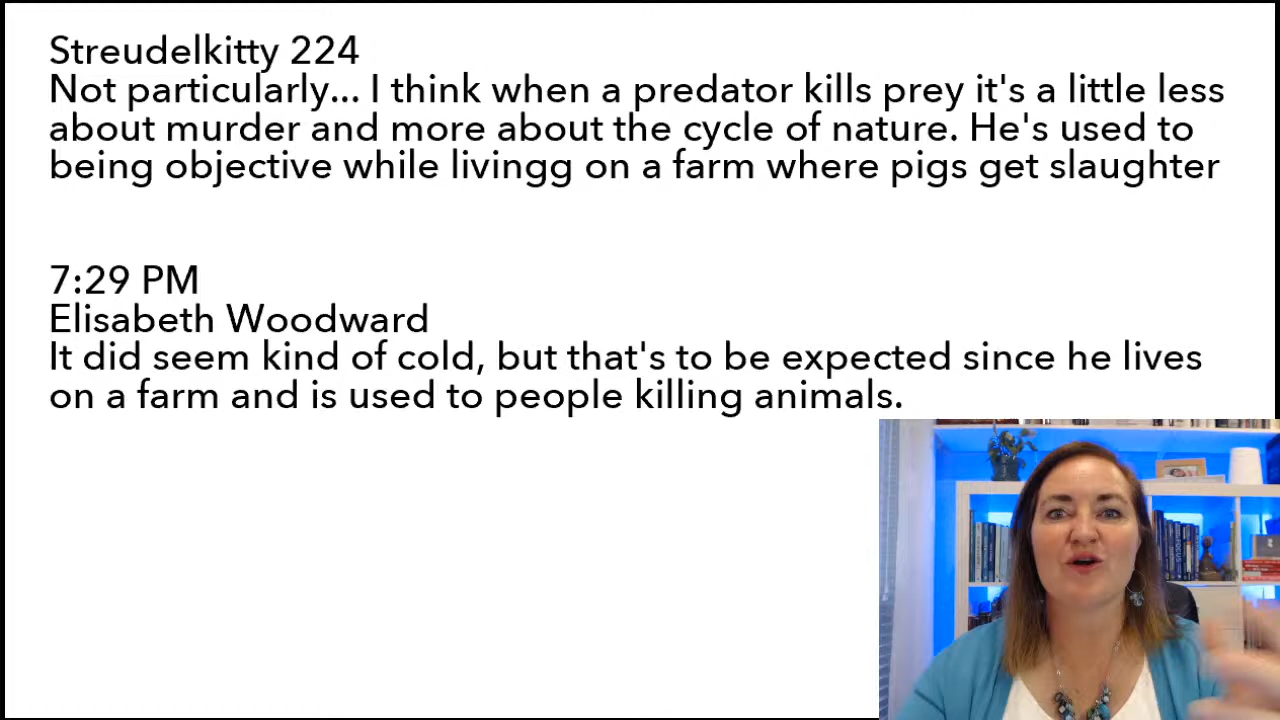 Streudelkitty 224
Not particularly... I think when a predator kills prey it's a little less
about murder and more about the cycle of nature. He's used to
being objective while livingg on a farm where pigs get slaughter
7:29 PM
Elisabeth Woodward
It did seem kind of cold, but that's to be expected since he lives
on a farm and is used to people killing animals.